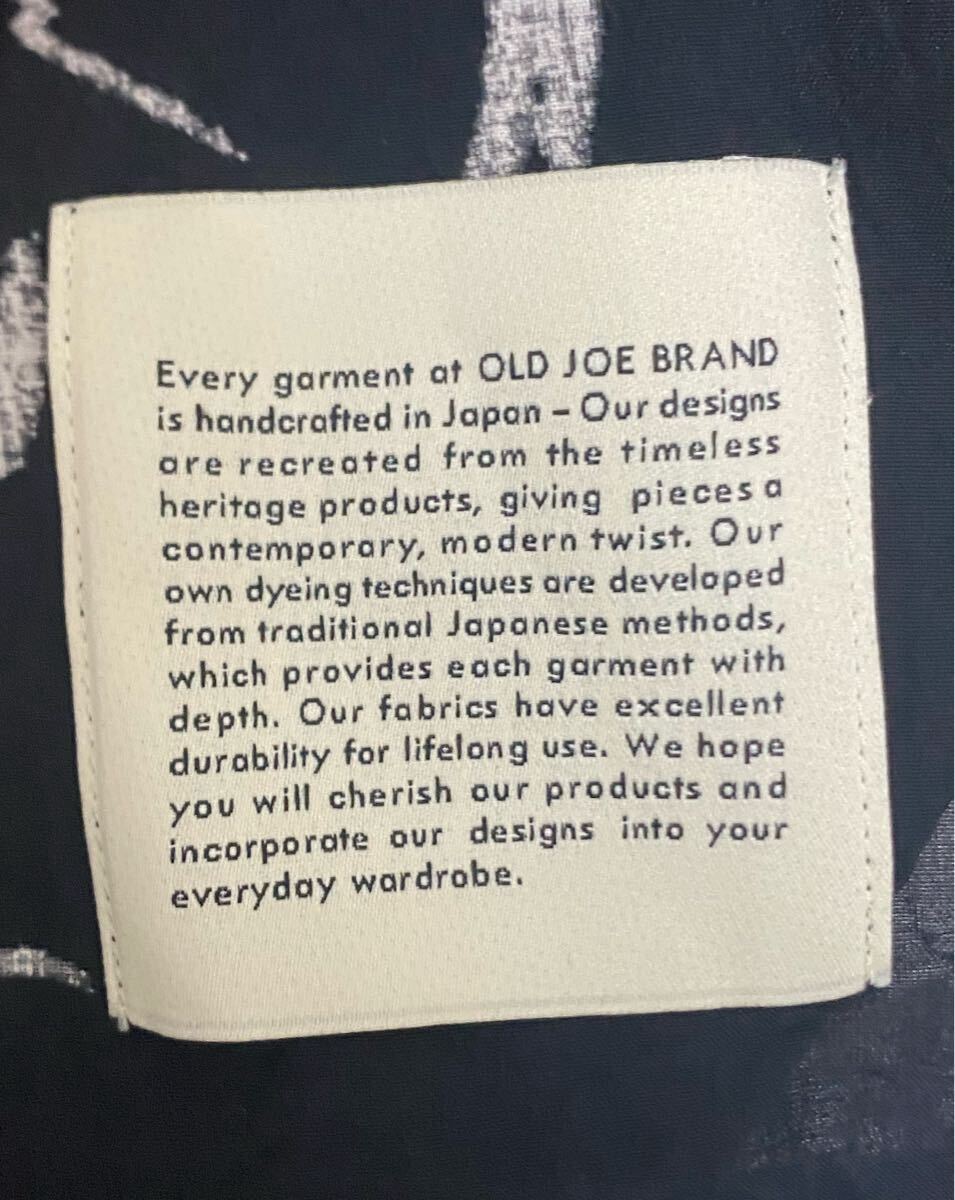 Every garment at OLD JOE BRAND
is handcrafted in Japan – Our designs
are recreated from the timeless
heritage products, giving pieces a
contemporary, modern twist. Our
own dyeing techniques are developed
from traditional Japanese methods,
which provides each garment with
depth. Our fabrics have excellent
durability for lifelong use. We hope
you will cherish our products and
incorporate our designs into your
everyday wardrobe.